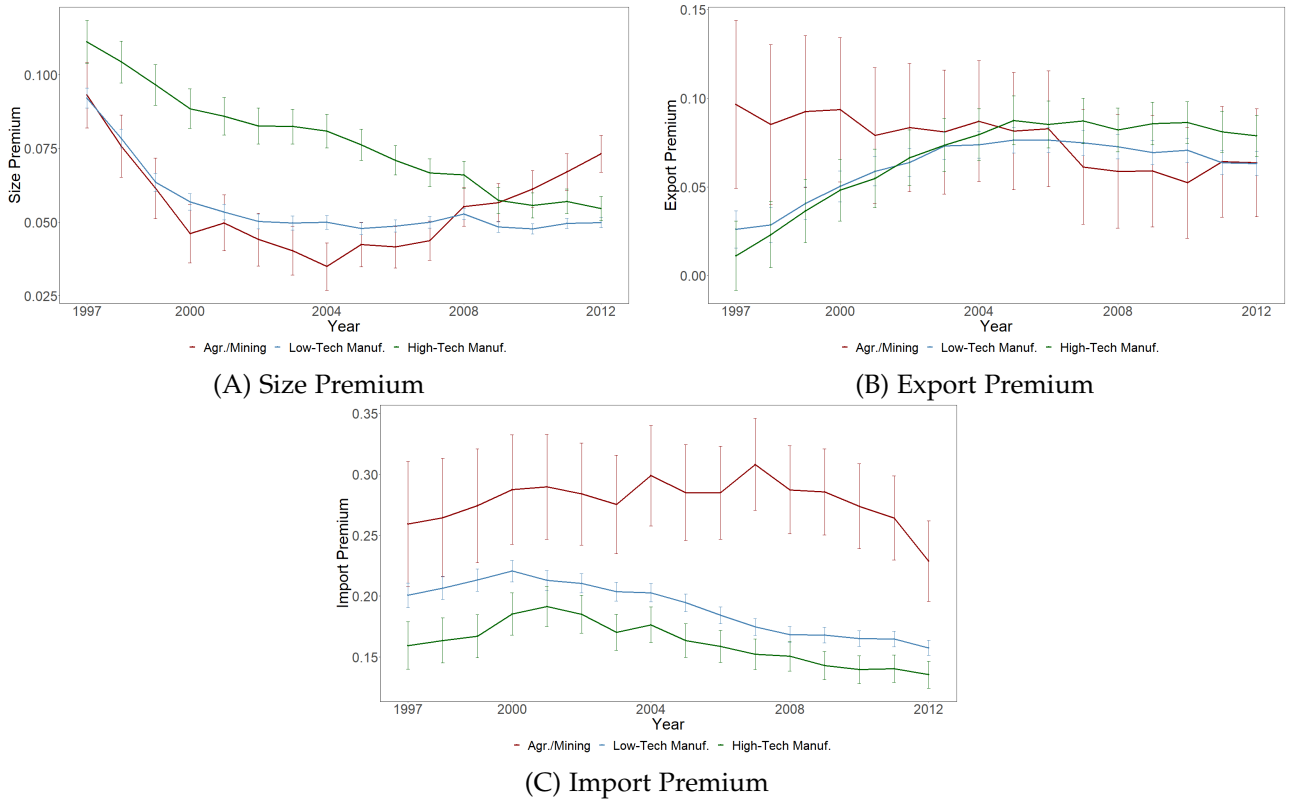 0.100
0.075
0.050
0.025
Size Premium
1997 2000 2004 2008 2012
Year
Agr./Mining Low-Tech Manuf. High-Tech Manuf.
(A) Size Premium
0.15
0.10
0.05
0.00
Export Premium
1997 2000 2004 2008 2012
Year
Agr./Mining Low-Tech Manuf. High-Tech Manuf.
(B) Export Premium
0.35
0.30
0.25
0.20
0.15
Import Premium
1997 2000 2004 2008 2012
Year
Agr./Mining Low-Tech Manuf. High-Tech Manuf.
(C) Import Premium